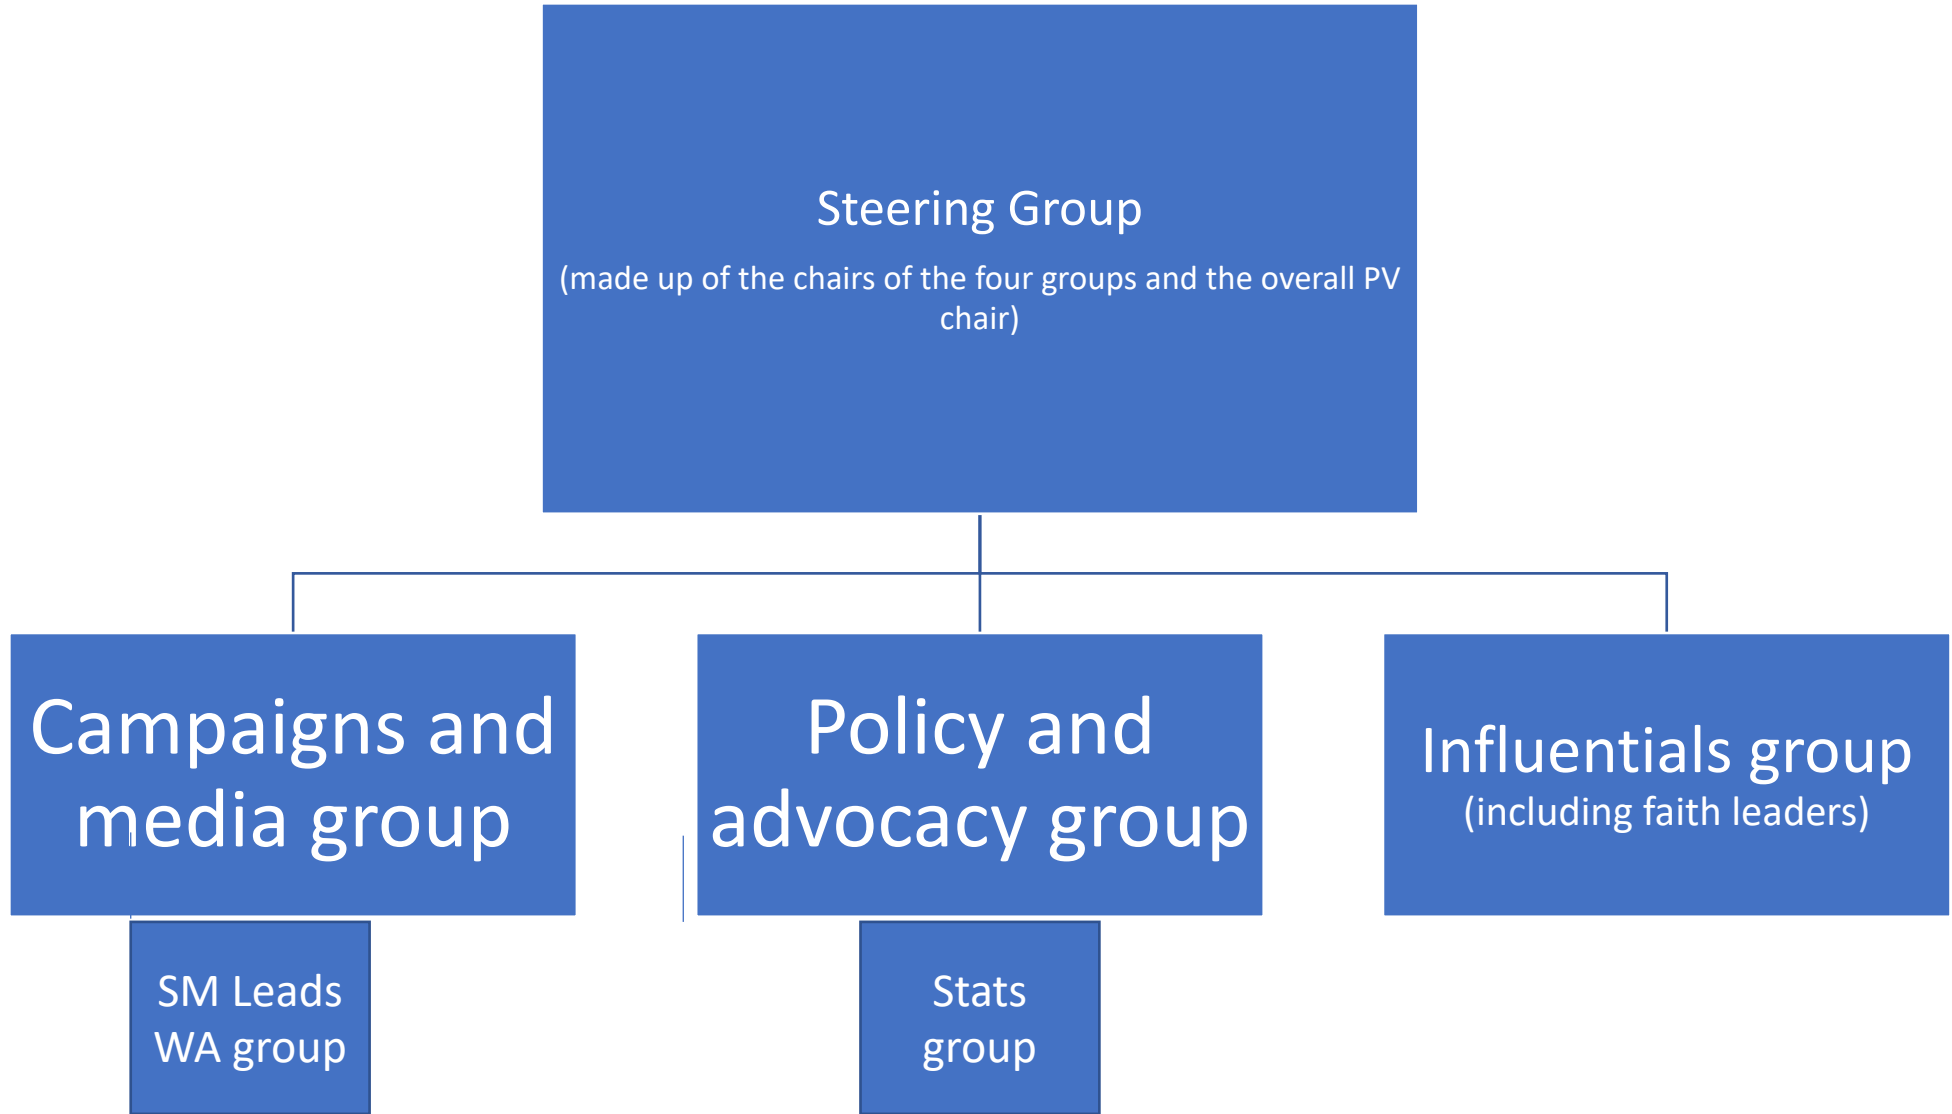 Steering Group
(made up of the chairs of the four groups and the overall PV
chair)
Campaigns and
media group
Policy and
advocacy group
Influentials group
(including faith leaders)
SM Leads
WA group
Stats
group